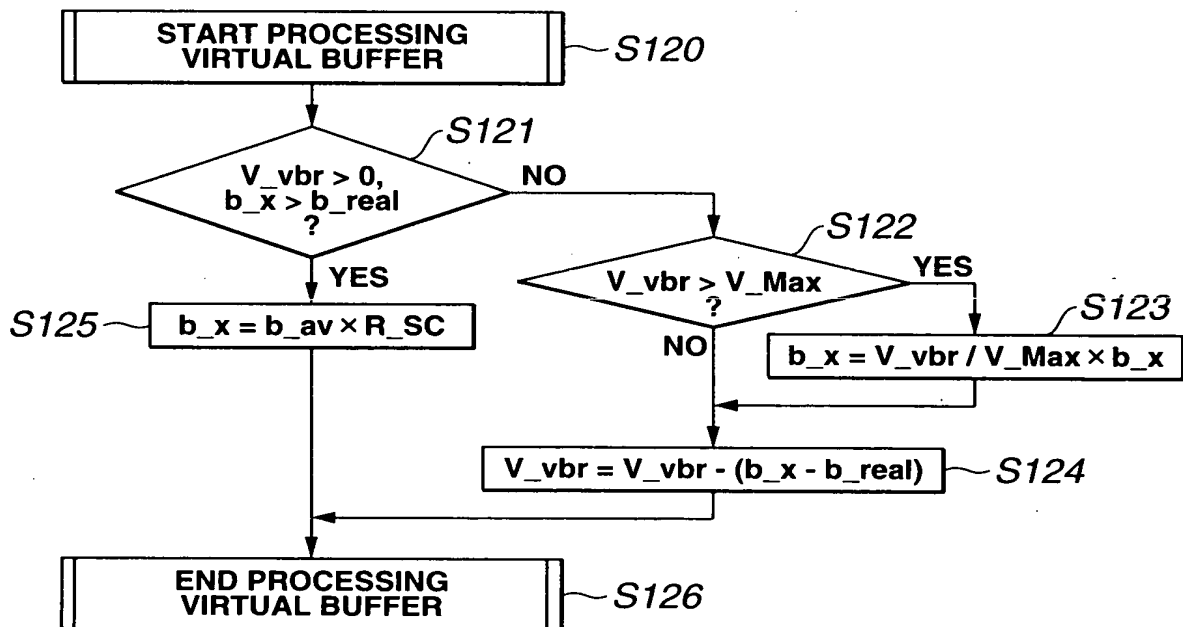 START PROCESSING
VIRTUAL BUFFER
S120
S121
V_vbr > 0,
b_x > b_real
?
NO
YES
S122
V_vbr > V_Max
?
YES
NO
S125
b_x = b_av × R_SC
S123
b_x = V_vbr / V_Max × b_x
V_vbr = V_vbr - (b_x - b_real)
S124
END PROCESSING
VIRTUAL BUFFER
S126